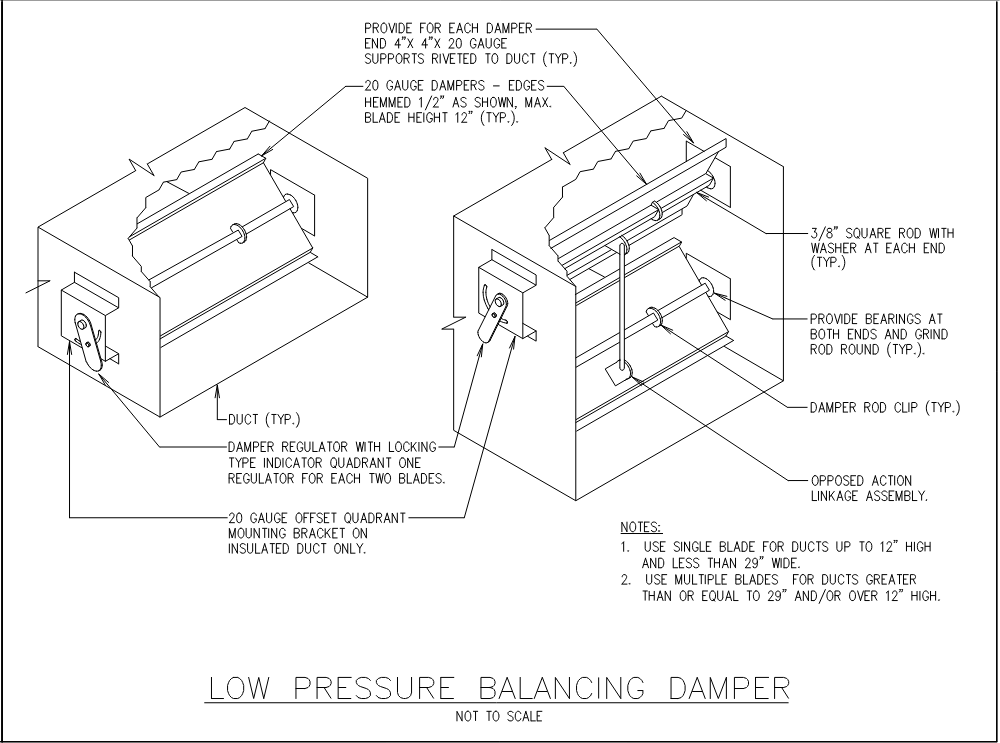 PROVIDE FOR EACH DAMPER
END 4"X 4"X 20 GAUGE
SUPPORTS RIVETED TO DUCT (TYP.)
20 GAUGE DAMPERS – EDGES
HEMMED 1/2" AS SHOWN, MAX.
BLADE HEIGHT 12" (TYP.).
3/8" SQUARE ROD WITH
WASHER AT EACH END
(TYP.)
PROVIDE BEARINGS AT
BOTH ENDS AND GRIND
ROD ROUND (TYP.).
DAMPER ROD CLIP (TYP.)
DUCT (TYP.)
DAMPER REGULATOR WITH LOCKING
TYPE INDICATOR QUADRANT ONE
REGULATOR FOR EACH TWO BLADES.
OPPOSED ACTION
LINKAGE ASSEMBLY.
20 GAUGE OFFSET QUADRANT
MOUNTING BRACKET ON
INSULATED DUCT ONLY.
NOTES:
1. USE SINGLE BLADE FOR DUCTS UP TO 12" HIGH
AND LESS THAN 29" WIDE.
2. USE MULTIPLE BLADES FOR DUCTS GREATER
THAN OR EQUAL TO 29" AND/OR OVER 12" HIGH.
LOW PRESSURE BALANCING DAMPER
NOT TO SCALE